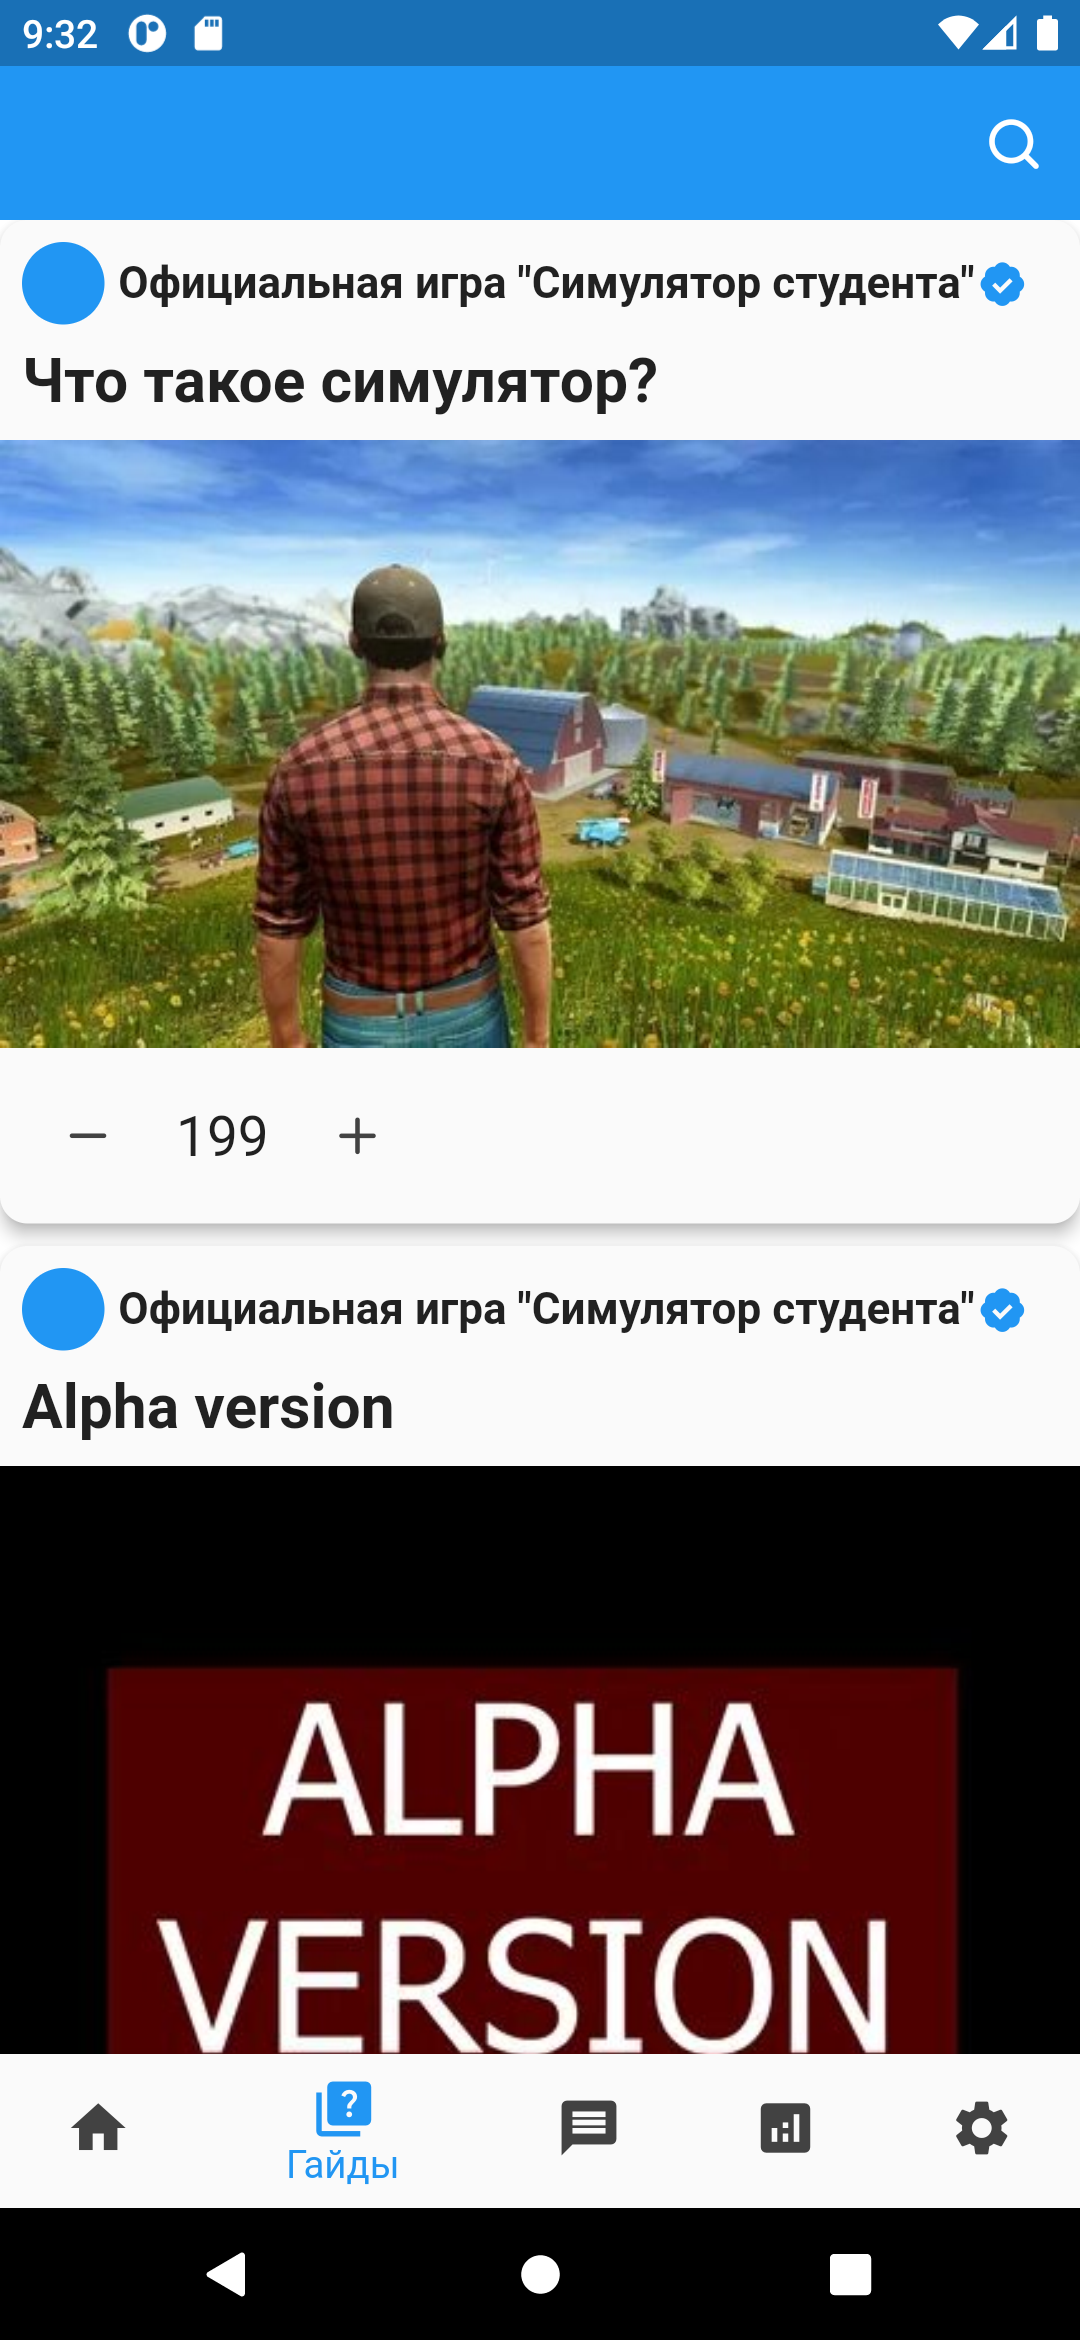 9:32
Официальная игра "Симулятор студента"
Что такое симулятор?
199
Официальная игра "Симулятор студента"
Alpha version
ALPHA
VERSION
Гайды